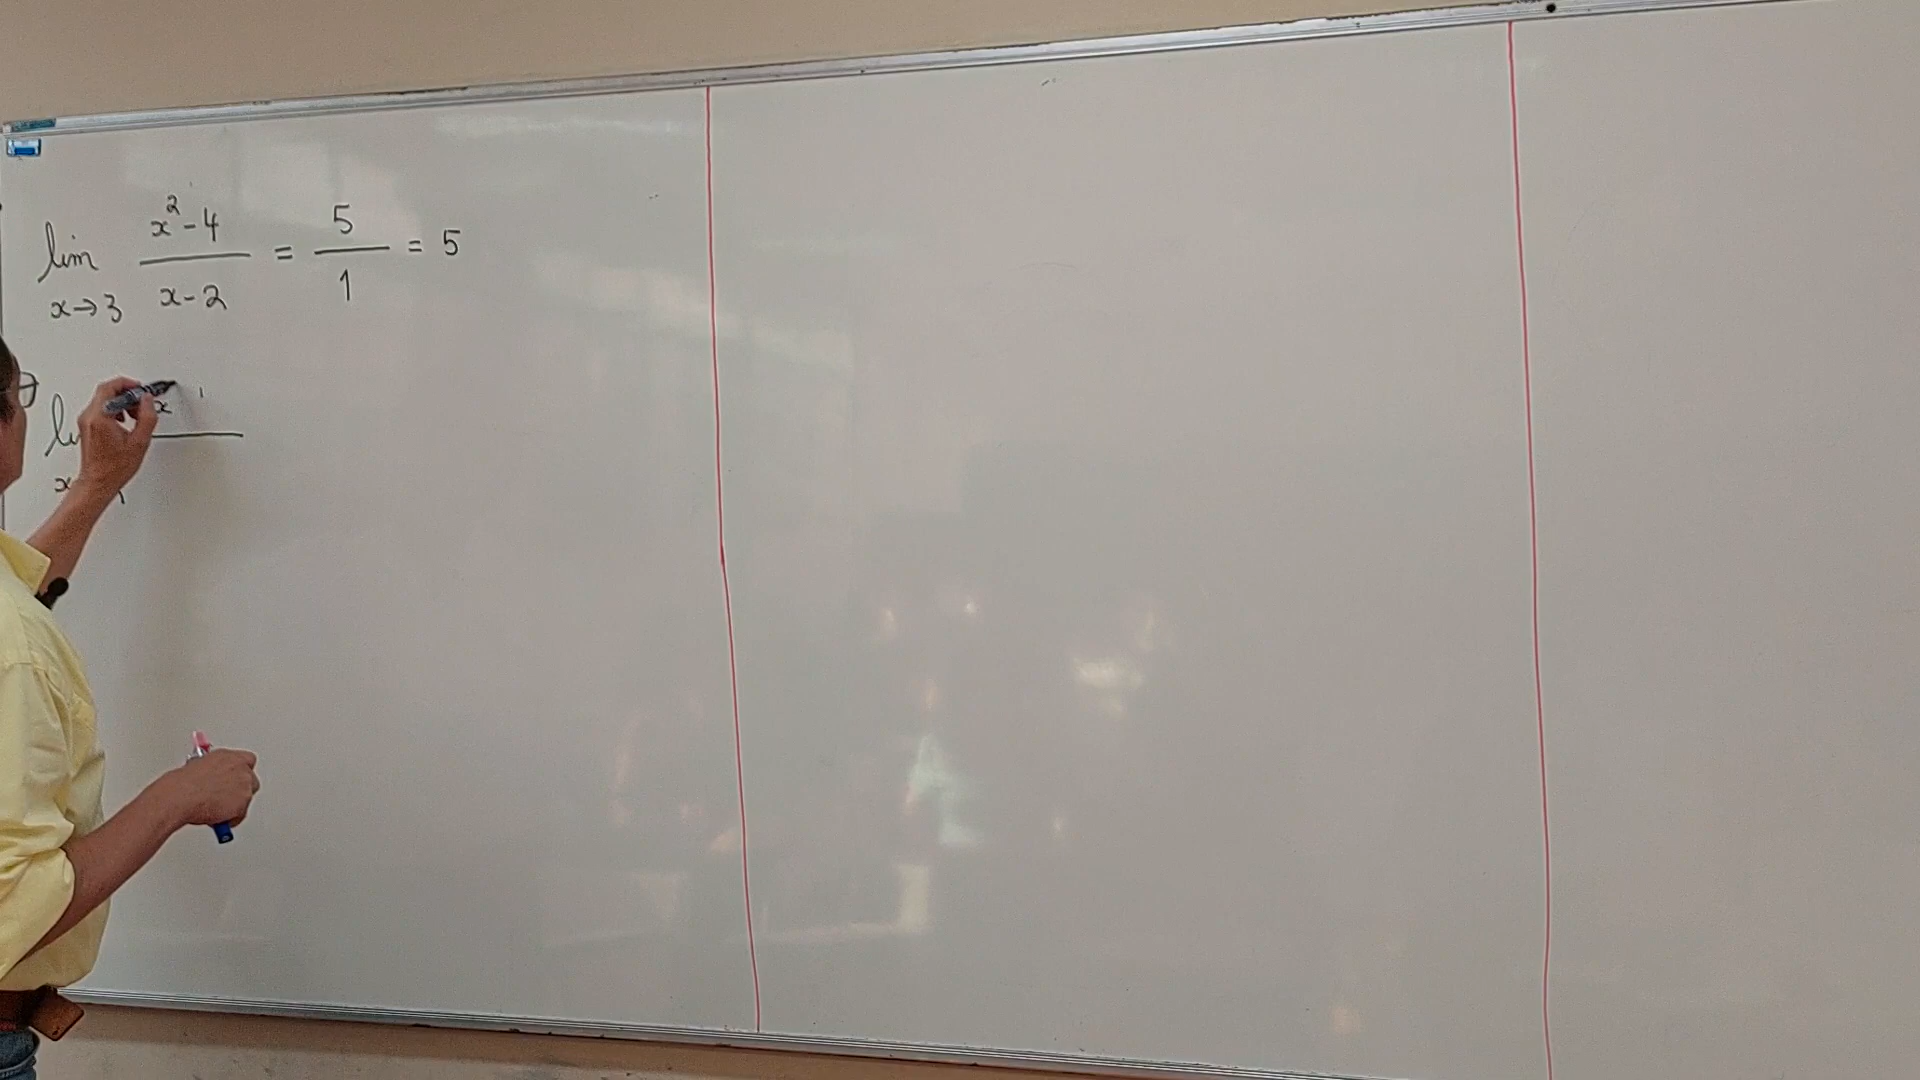 lim x→3 x²-4 / x-2 = 5 / 1 = 5
x
x